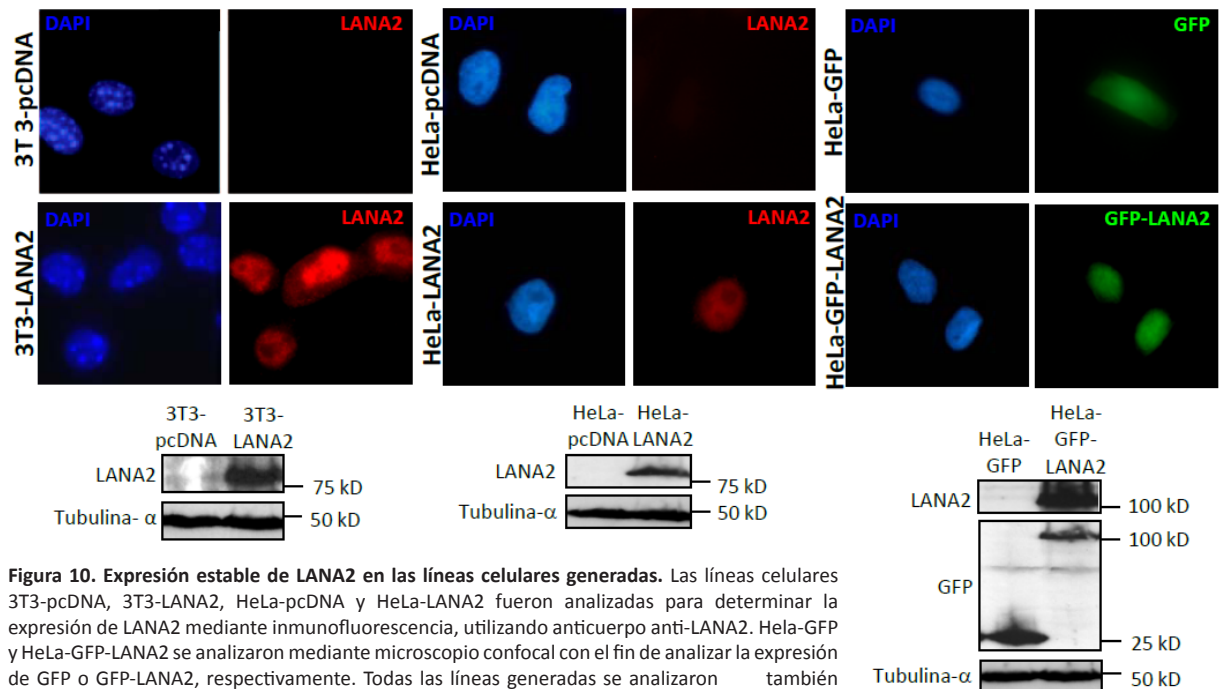 3T 3-pcDNA
DAPI
LANA2
HeLa-pcDNA
LANA2
HeLa-GFP
DAPI
GFP
3T3-LANA2
DAPI
LANA2
HeLa-LANA2
DAPI
LANA2
HeLa-GFP-LANA2
DAPI
GFP-LANA2
3T3-
pcDNA
3T3-
LANA2
LANA2
75 kD
Tubulina- α
50 kD
HeLa-
pcDNA
HeLa-
LANA2
LANA2
75 kD
Tubulina-α
50 kD
HeLa-
GFP
HeLa-
GFP-
LANA2
LANA2
100 kD
100 kD
GFP
25 kD
Tubulina-α
50 kD
Figura 10. Expresión estable de LANA2 en las líneas celulares generadas. Las líneas celulares
3T3-pcDNA, 3T3-LANA2, HeLa-pcDNA y HeLa-LANA2 fueron analizadas para determinar la
expresión de LANA2 mediante inmunofluorescencia, utilizando anticuerpo anti-LANA2. Hela-GFP
y HeLa-GFP-LANA2 se analizaron mediante microscopio confocal con el fin de analizar la expresión
de GFP o GFP-LANA2, respectivamente. Todas las líneas generadas se analizaron también